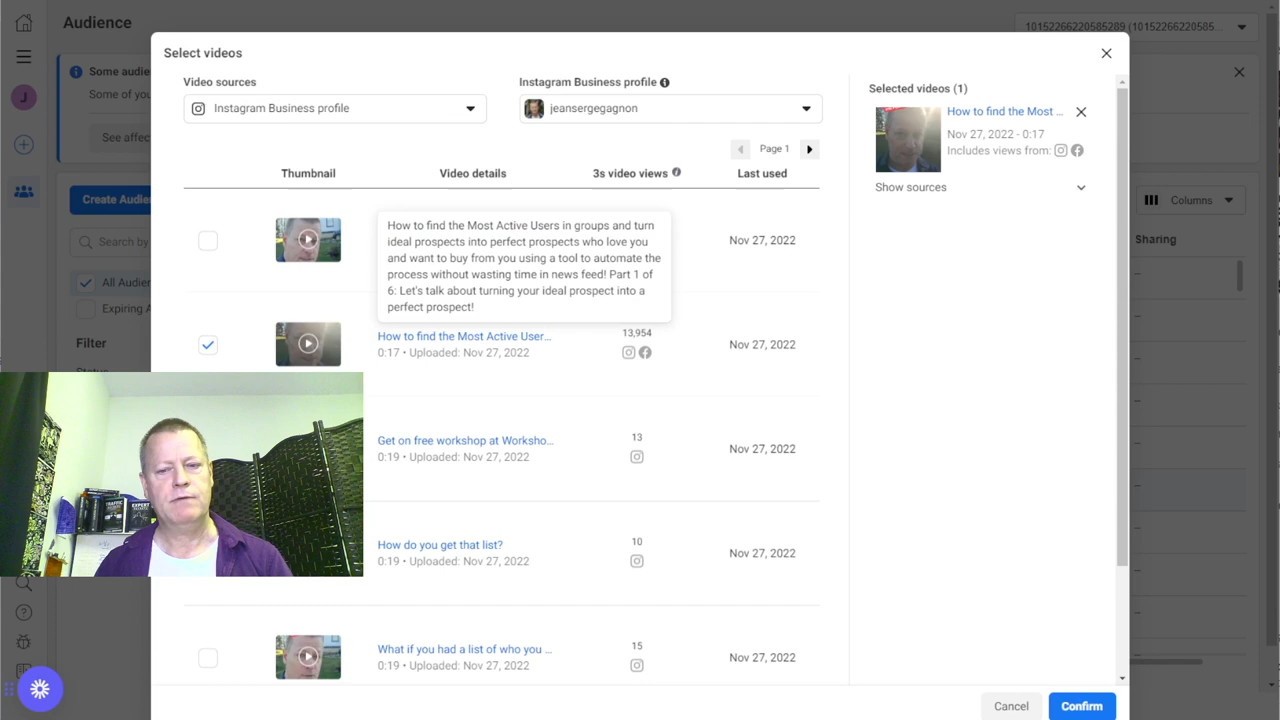 Audience
10152266220585289 (10152266220585...
Select videos
Some audie
Some of you
See affect
Video sources
Instagram Business profile
Instagram Business profile
jeansergegagnon
Selected videos (1)
How to find the Most ...
Nov 27, 2022 - 0:17
Includes views from:
Show sources
J
Page 1
Thumbnail
Video details
3s video views
Last used
Create Audien
Columns
Search by
Sharing
All Audien
Expiring A
Filter
How to find the Most Active Users in groups and turn
ideal prospects into perfect prospects who love you
and want to buy from you using a tool to automate the
process without wasting time in news feed! Part 1 of
6: Let's talk about turning your ideal prospect into a
perfect prospect!
Nov 27, 2022
How to find the Most Active User...
0:17 • Uploaded: Nov 27, 2022
13,954
Nov 27, 2022
Get on free workshop at Worksho...
0:19 • Uploaded: Nov 27, 2022
13
Nov 27, 2022
How do you get that list?
0:19 • Uploaded: Nov 27, 2022
10
Nov 27, 2022
What if you had a list of who you ...
0:19 • Uploaded: Nov 27, 2022
15
Nov 27, 2022
TRAFFIC
EXPERT
Cancel
Confirm